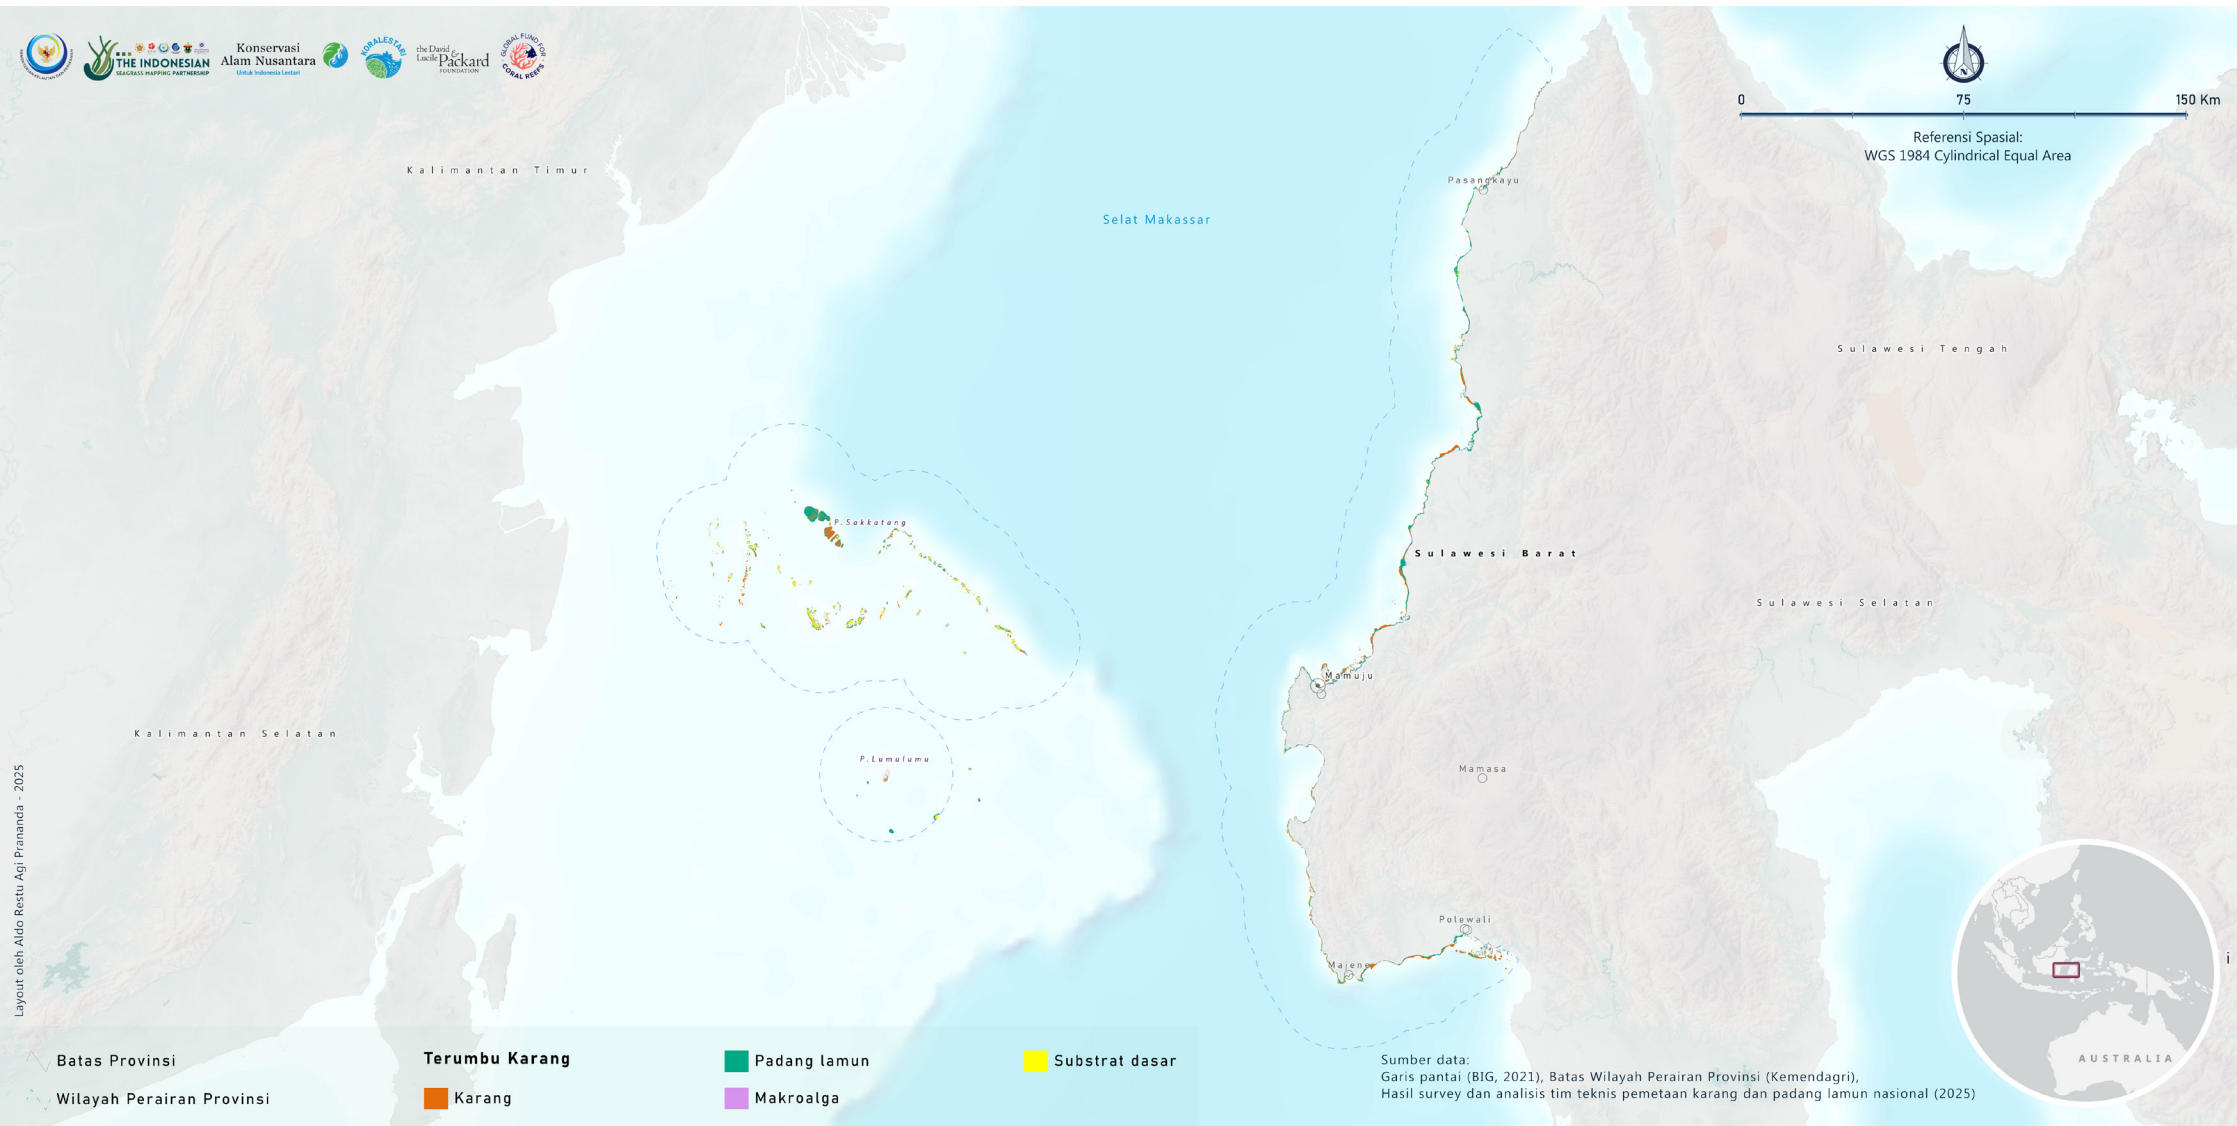 THE INDONESIAN
SEAGRASS MAPPING PARTNERSHIP
Konservasi
Alam Nusantara
Untuk Indonesia Lestari
KORALESTARI
the David &
Lucile Packard
FOUNDATION
GLOBAL FUND FOR
CORAL REEFS
N
0 75 150 Km
Referensi Spasial:
WGS 1984 Cylindrical Equal Area
Kalimantan Timur
Pasangkayu
Selat Makassar
Sulawesi Tengah
P.Sakkatang
Sulawesi Barat
Sulawesi Selatan
Mamuju
Kalimantan Selatan
P.Lumulumu
Mamasa
Polewali
Majene
i
AUSTRALIA
Layout oleh Aldo Restu Agi Prananda - 2025
Batas Provinsi
Wilayah Perairan Provinsi
Terumbu Karang
Karang
Padang lamun
Makroalga
Substrat dasar
Sumber data:
Garis pantai (BIG, 2021), Batas Wilayah Perairan Provinsi (Kemendagri),
Hasil survey dan analisis tim teknis pemetaan karang dan padang lamun nasional (2025)